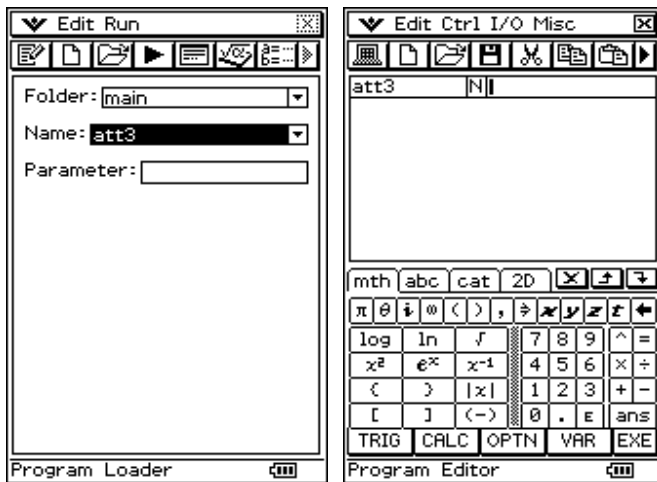 Edit Run
Folder: main
Name: att3
Parameter:
Program Loader
Edit Ctrl I/O Misc
att3 N
mth abc cat 2D
π θ i ∞ ( ) , ⇒ x y z t
log ln √ 7 8 9 ^ =
x² eˣ x⁻¹ 4 5 6 × ÷
( ) |x| 1 2 3 + −
[ ] (−) 0 . E ans
TRIG CALC OPTN VAR EXE
Program Editor